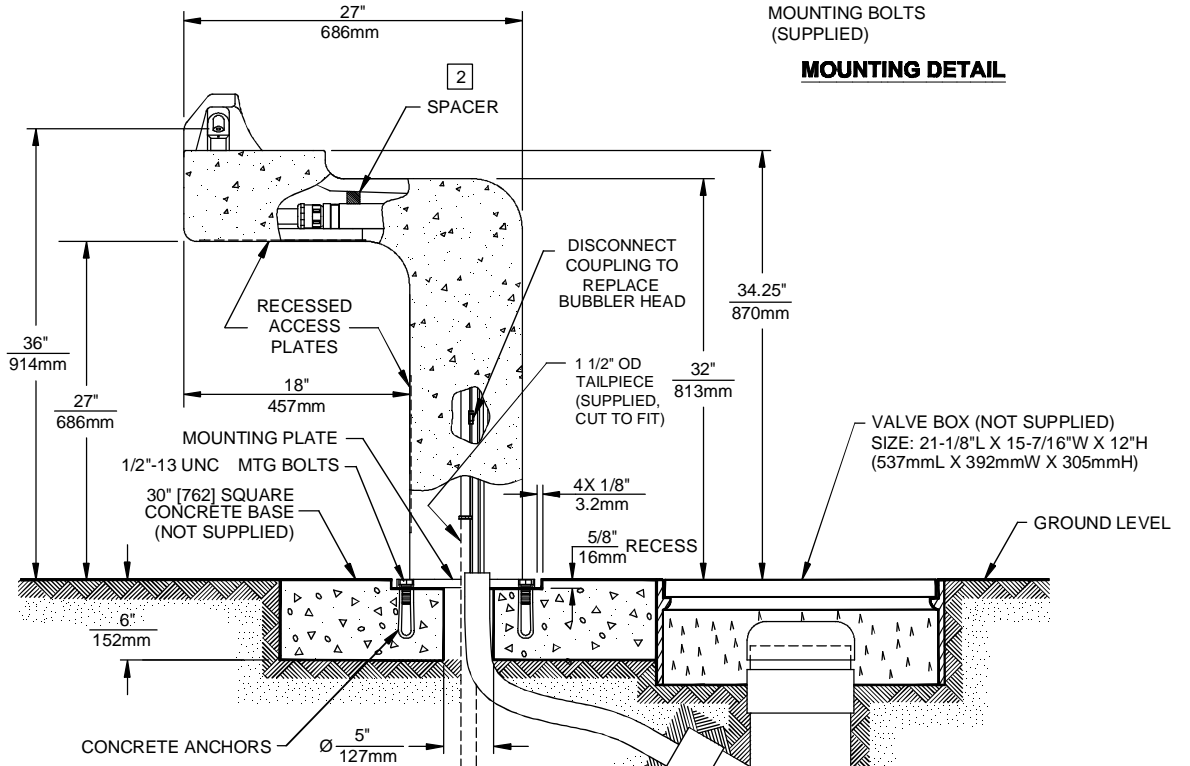 27"
686mm
MOUNTING BOLTS
(SUPPLIED)
MOUNTING DETAIL
2
SPACER
DISCONNECT
COUPLING TO
REPLACE
BUBBLER HEAD
RECESSED
ACCESS
PLATES
34.25"
870mm
36"
914mm
1 1/2" OD
TAILPIECE
(SUPPLIED,
CUT TO FIT)
32"
813mm
18"
457mm
27"
686mm
VALVE BOX (NOT SUPPLIED)
SIZE: 21-1/8"L X 15-7/16"W X 12"H
(537mmL X 392mmW X 305mmH)
MOUNTING PLATE
1/2"-13 UNC MTG BOLTS
30" [762] SQUARE
CONCRETE BASE
(NOT SUPPLIED)
4X 1/8"
3.2mm
5/8"
16mm
RECESS
GROUND LEVEL
6"
152mm
CONCRETE ANCHORS
Ø 5"
127mm